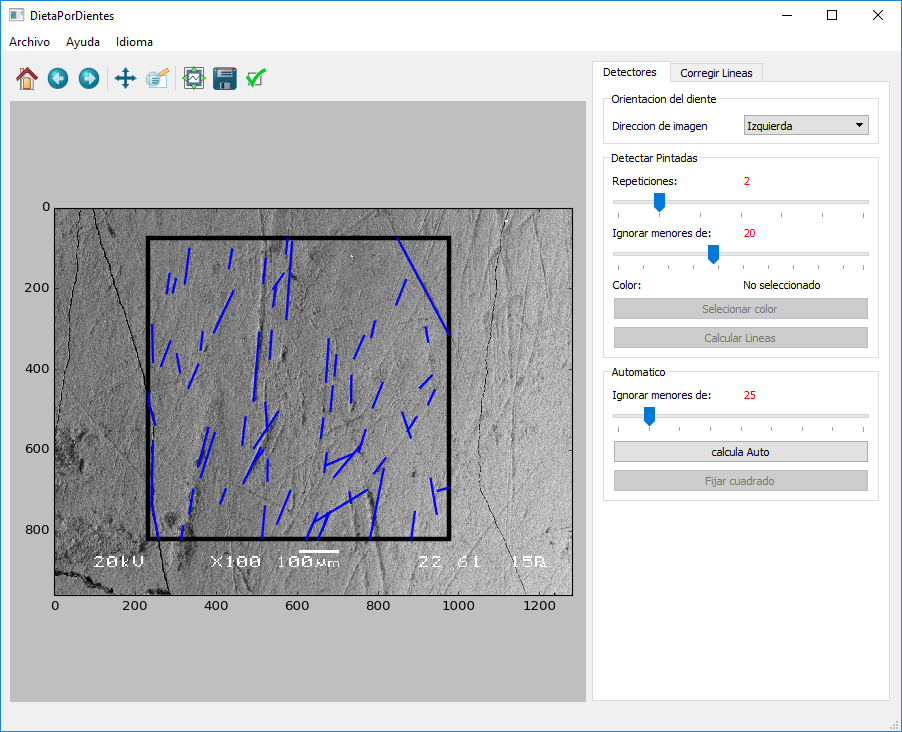 DietaPorDientes
Archivo Ayuda Idioma
Detectores Corregir Lineas
Orientacion del diente
Direccion de imagen Izquierda
Detectar Pintadas
Repeticiones: 2
Ignorar menores de: 20
Color: No seleccionado
Selecionar color
Calcular Lineas
Automatico
Ignorar menores de: 25
calcula Auto
Fijar cuadrado
0
200
400
600
800
20kV X100 100µm 22 61 15R
0 200 400 600 800 1000 1200